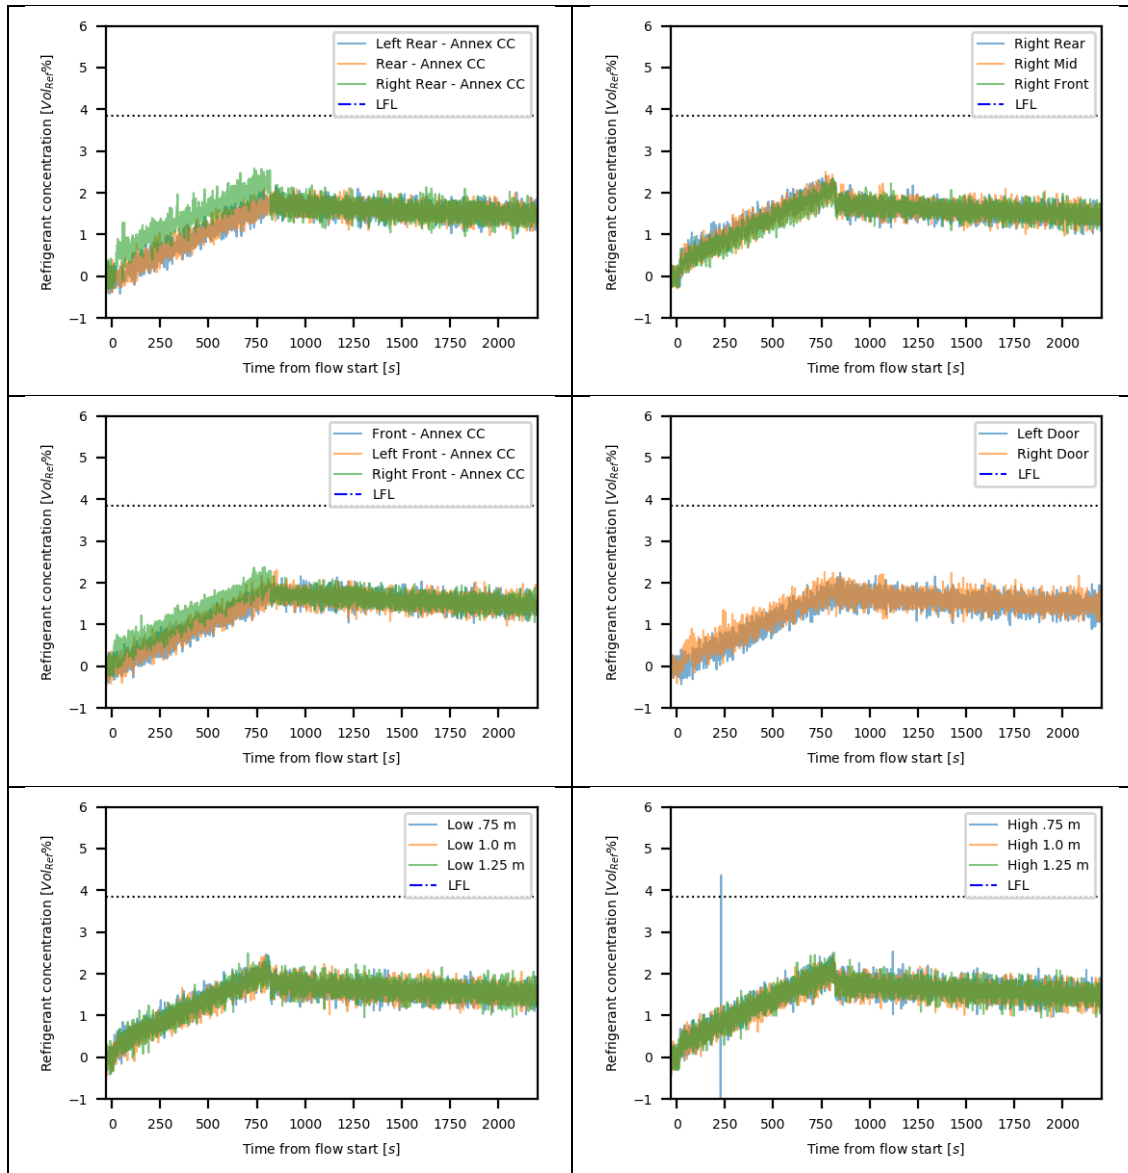 6
5
4
3
2
1
0
−1
Refrigerant concentration [Vol_Ref%]
Left Rear - Annex CC
Rear - Annex CC
Right Rear - Annex CC
LFL
0 250 500 750 1000 1250 1500 1750 2000
Time from flow start [s]
6
5
4
3
2
1
0
−1
Refrigerant concentration [Vol_Ref%]
Right Rear
Right Mid
Right Front
LFL
0 250 500 750 1000 1250 1500 1750 2000
Time from flow start [s]
6
5
4
3
2
1
0
−1
Refrigerant concentration [Vol_Ref%]
Front - Annex CC
Left Front - Annex CC
Right Front - Annex CC
LFL
0 250 500 750 1000 1250 1500 1750 2000
Time from flow start [s]
6
5
4
3
2
1
0
−1
Refrigerant concentration [Vol_Ref%]
Left Door
Right Door
LFL
0 250 500 750 1000 1250 1500 1750 2000
Time from flow start [s]
6
5
4
3
2
1
0
−1
Refrigerant concentration [Vol_Ref%]
Low .75 m
Low 1.0 m
Low 1.25 m
LFL
0 250 500 750 1000 1250 1500 1750 2000
Time from flow start [s]
6
5
4
3
2
1
0
−1
Refrigerant concentration [Vol_Ref%]
High .75 m
High 1.0 m
High 1.25 m
LFL
0 250 500 750 1000 1250 1500 1750 2000
Time from flow start [s]